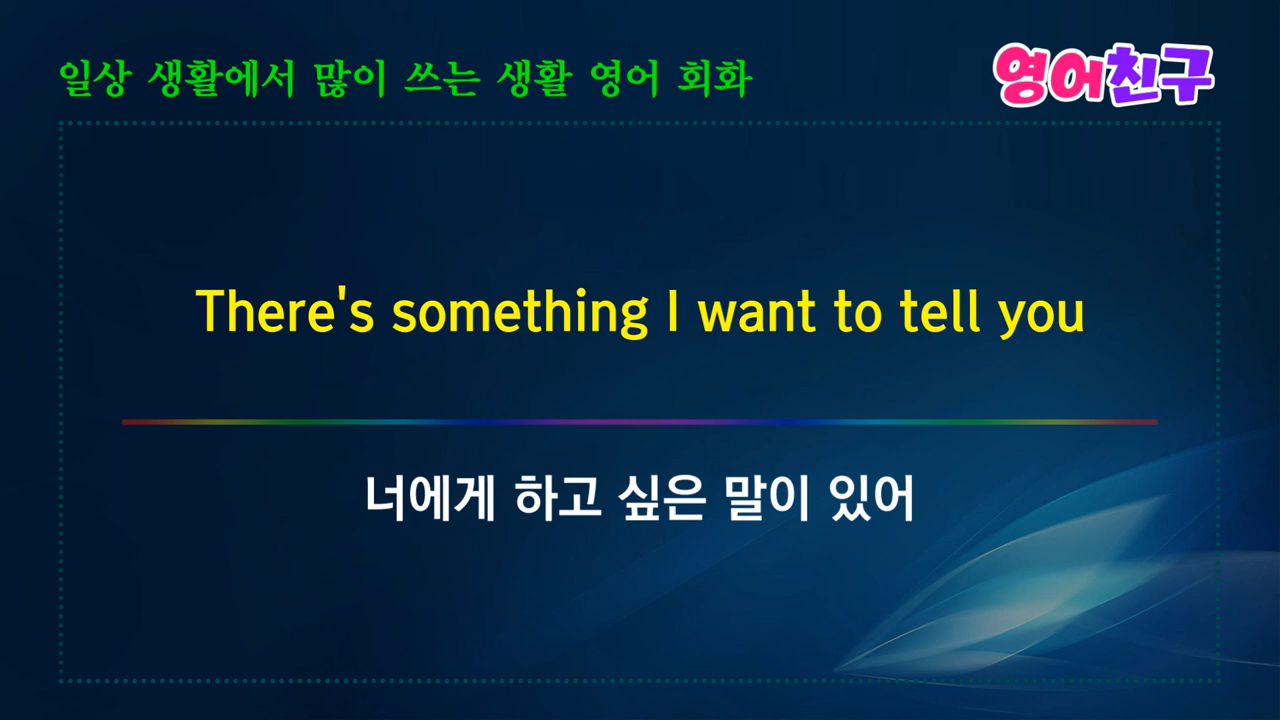 일상 생활에서 많이 쓰는 생활 영어 회화
영어친구
There's something I want to tell you
너에게 하고 싶은 말이 있어